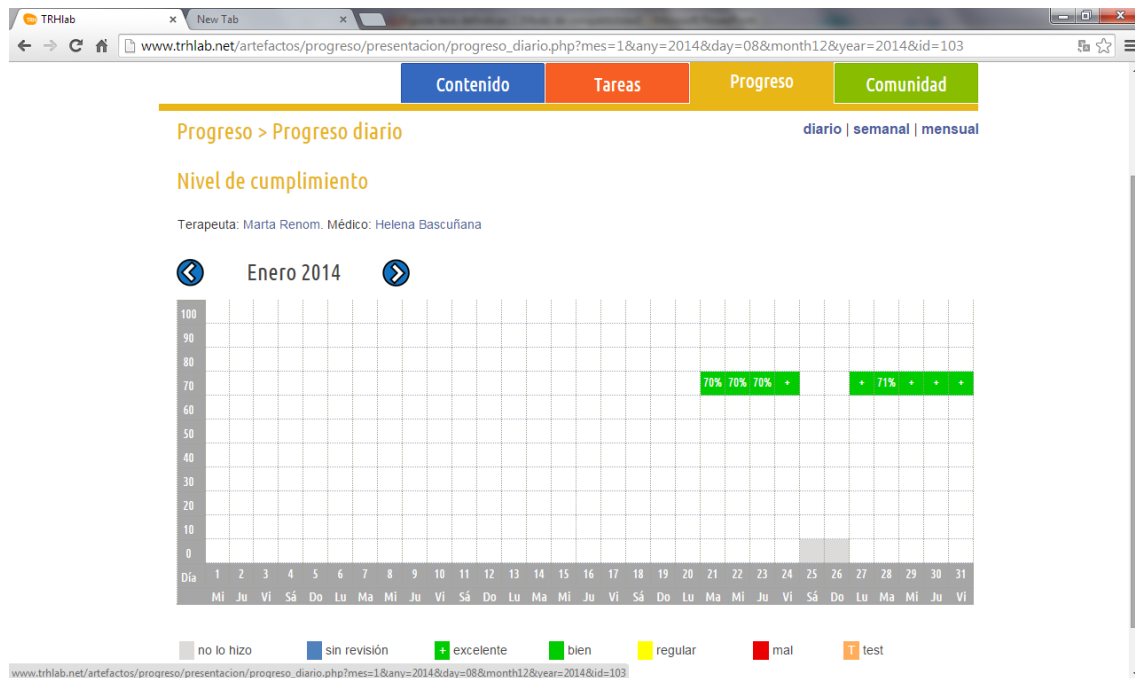 TRHlab
New Tab
www.trhlab.net/artefactos/progreso/presentacion/progreso_diario.php?mes=1&any=2014&day=08&month12&year=2014&id=103
Contenido Tareas Progreso Comunidad
Progreso > Progreso diario
diario | semanal | mensual
Nivel de cumplimiento
Terapeuta: Marta Renom. Médico: Helena Bascuñana
Enero 2014
100
90
80
70 70% 70% 70% + + 71% + + +
60
50
40
30
20
10
0
Día 1 2 3 4 5 6 7 8 9 10 11 12 13 14 15 16 17 18 19 20 21 22 23 24 25 26 27 28 29 30 31
Mi Ju Vi Sá Do Lu Ma Mi Ju Vi Sá Do Lu Ma Mi Ju Vi Sá Do Lu Ma Mi Ju Vi Sá Do Lu Ma Mi Ju Vi
no lo hizo sin revisión + excelente bien regular mal T test
www.trhlab.net/artefactos/progreso/presentacion/progreso_diario.php?mes=1&any=2014&day=08&month12&year=2014&id=103